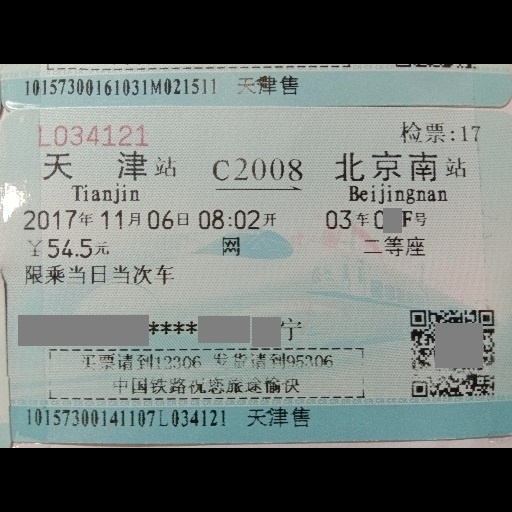 10157300161031M021511 天津售
L034121 检票:17
天 津站 C2008 北京南站
Tianjin Beijingnan
2017年11月06日08:02开 03车0 F号
￥54.5元 网 二等座
限乘当日当次车
**** 宁
买票请到12306 发货请到95306
中国铁路祝您旅途愉快
10157300141107L034121 天津售